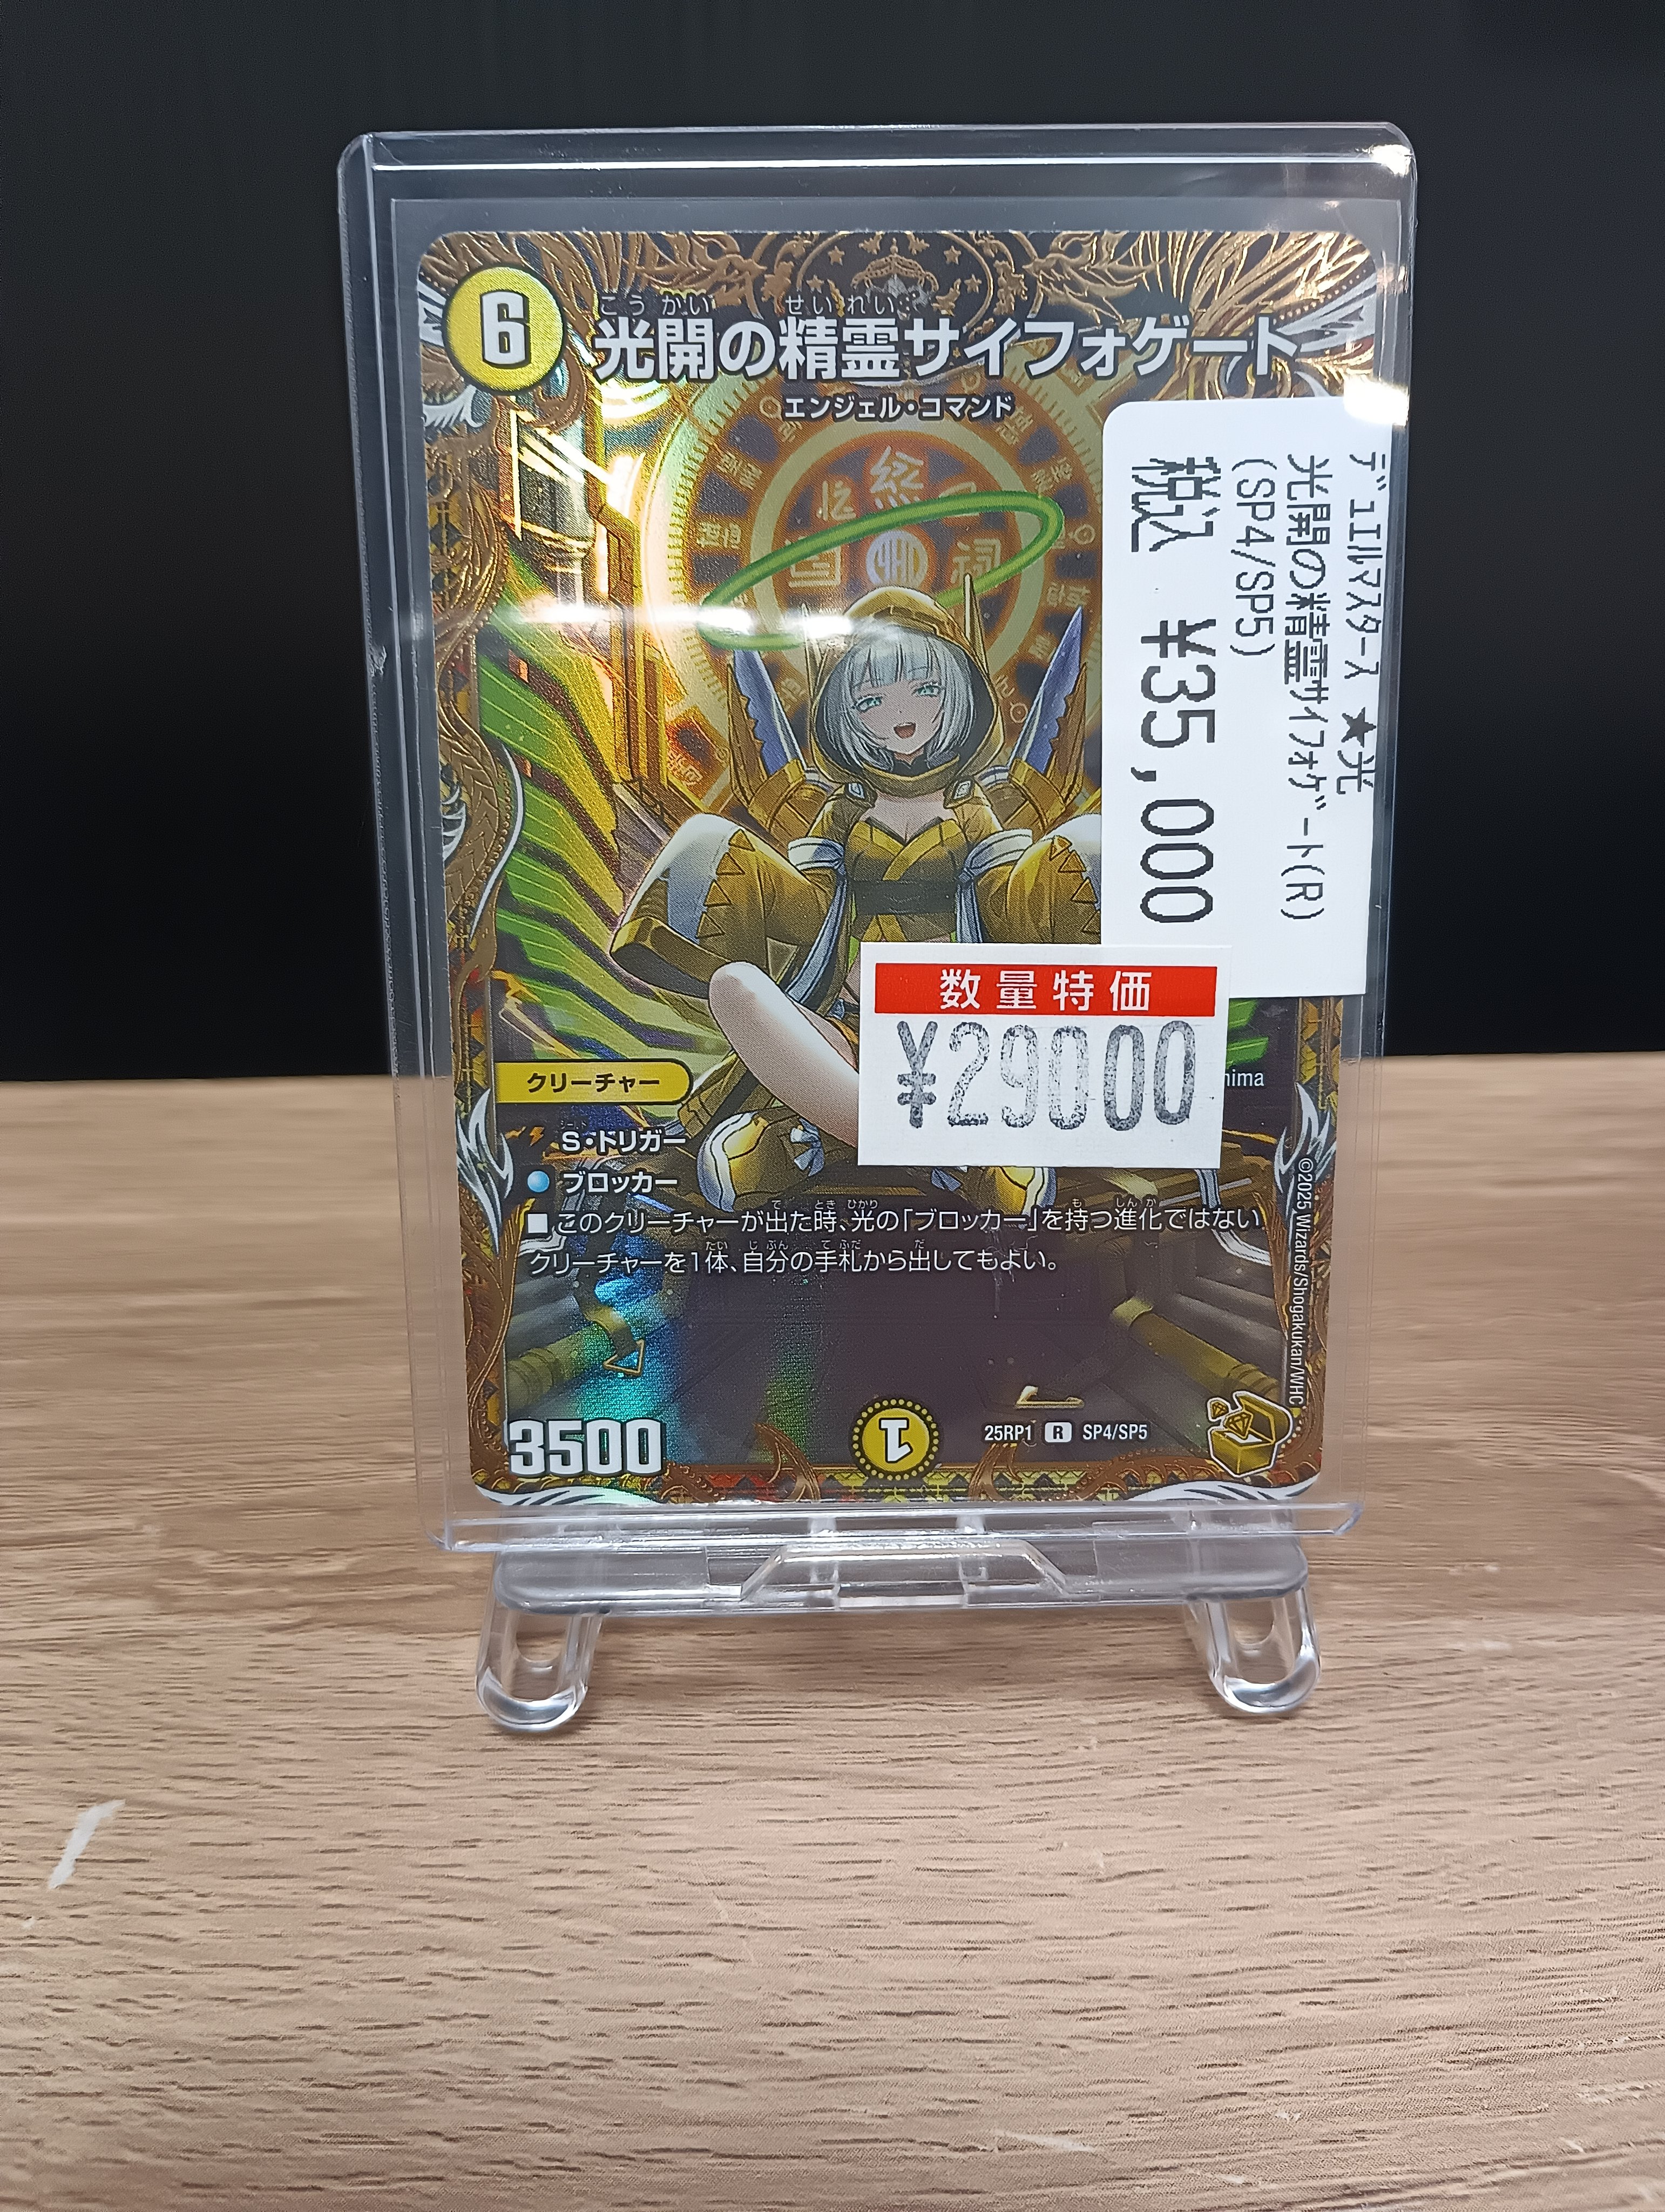 6
こうかい せいれい
光開の精霊サイフォゲート
エンジェル・コマンド
デュエルマスターズ ★光
光開の精霊サイフォゲート(R)
(SP4/SP5)
税込 ¥35,000
数量特価
¥29000
クリーチャー
hima
S・トリガー
ブロッカー
■このクリーチャーが出た時、光の「ブロッカー」を持つ進化ではない
クリーチャーを1体、自分の手札から出してもよい。
©2025 Wizards/Shogakukan/WHC
3500
1
25RP1 R SP4/SP5